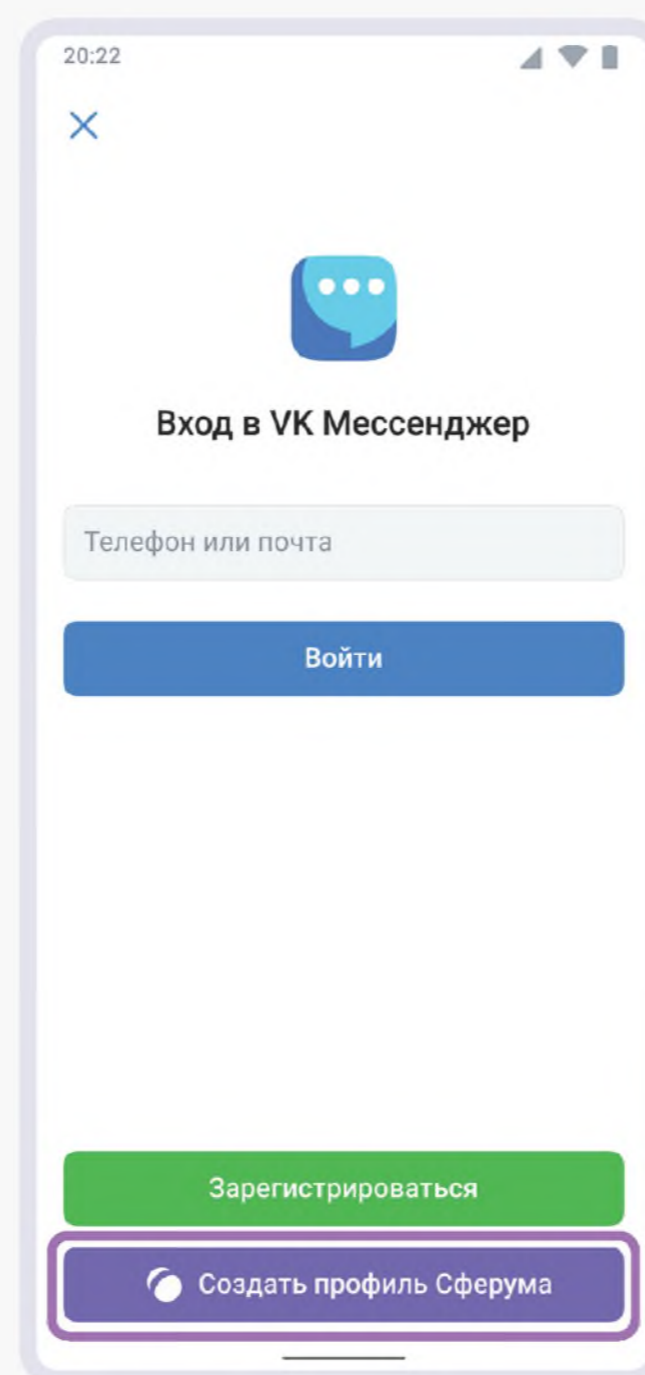 20:22
Вход в VK Мессенджер
Телефон или почта
Войти
Зарегистрироваться
Создать профиль Сферума